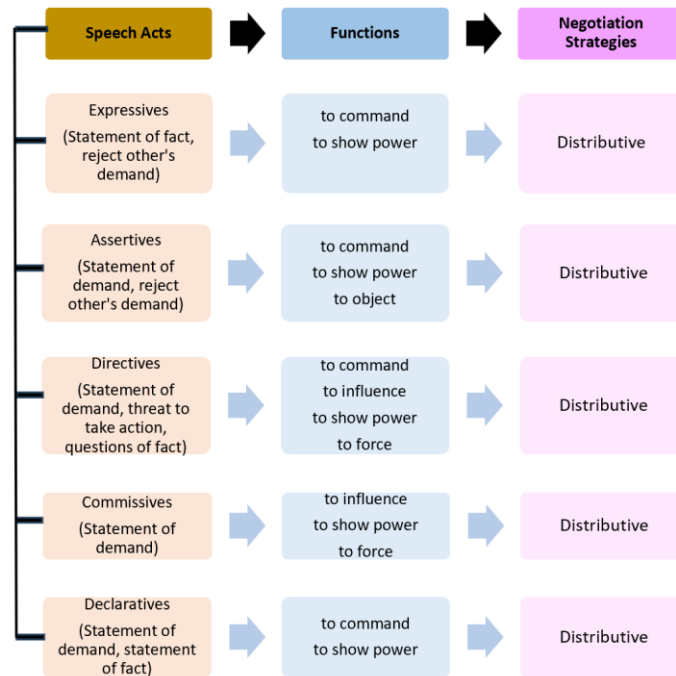 Speech Acts
Functions
Negotiation
Strategies
Expressives
(Statement of fact,
reject other's
demand)
to command
to show power
Distributive
Assertives
(Statement of
demand, reject
other's demand)
to command
to show power
to object
Distributive
Directives
(Statement of
demand, threat to
take action,
questions of fact)
to command
to influence
to show power
to force
Distributive
Commissives
(Statement of
demand)
to influence
to show power
to force
Distributive
Declaratives
(Statement of
demand, statement
of fact)
to command
to show power
Distributive